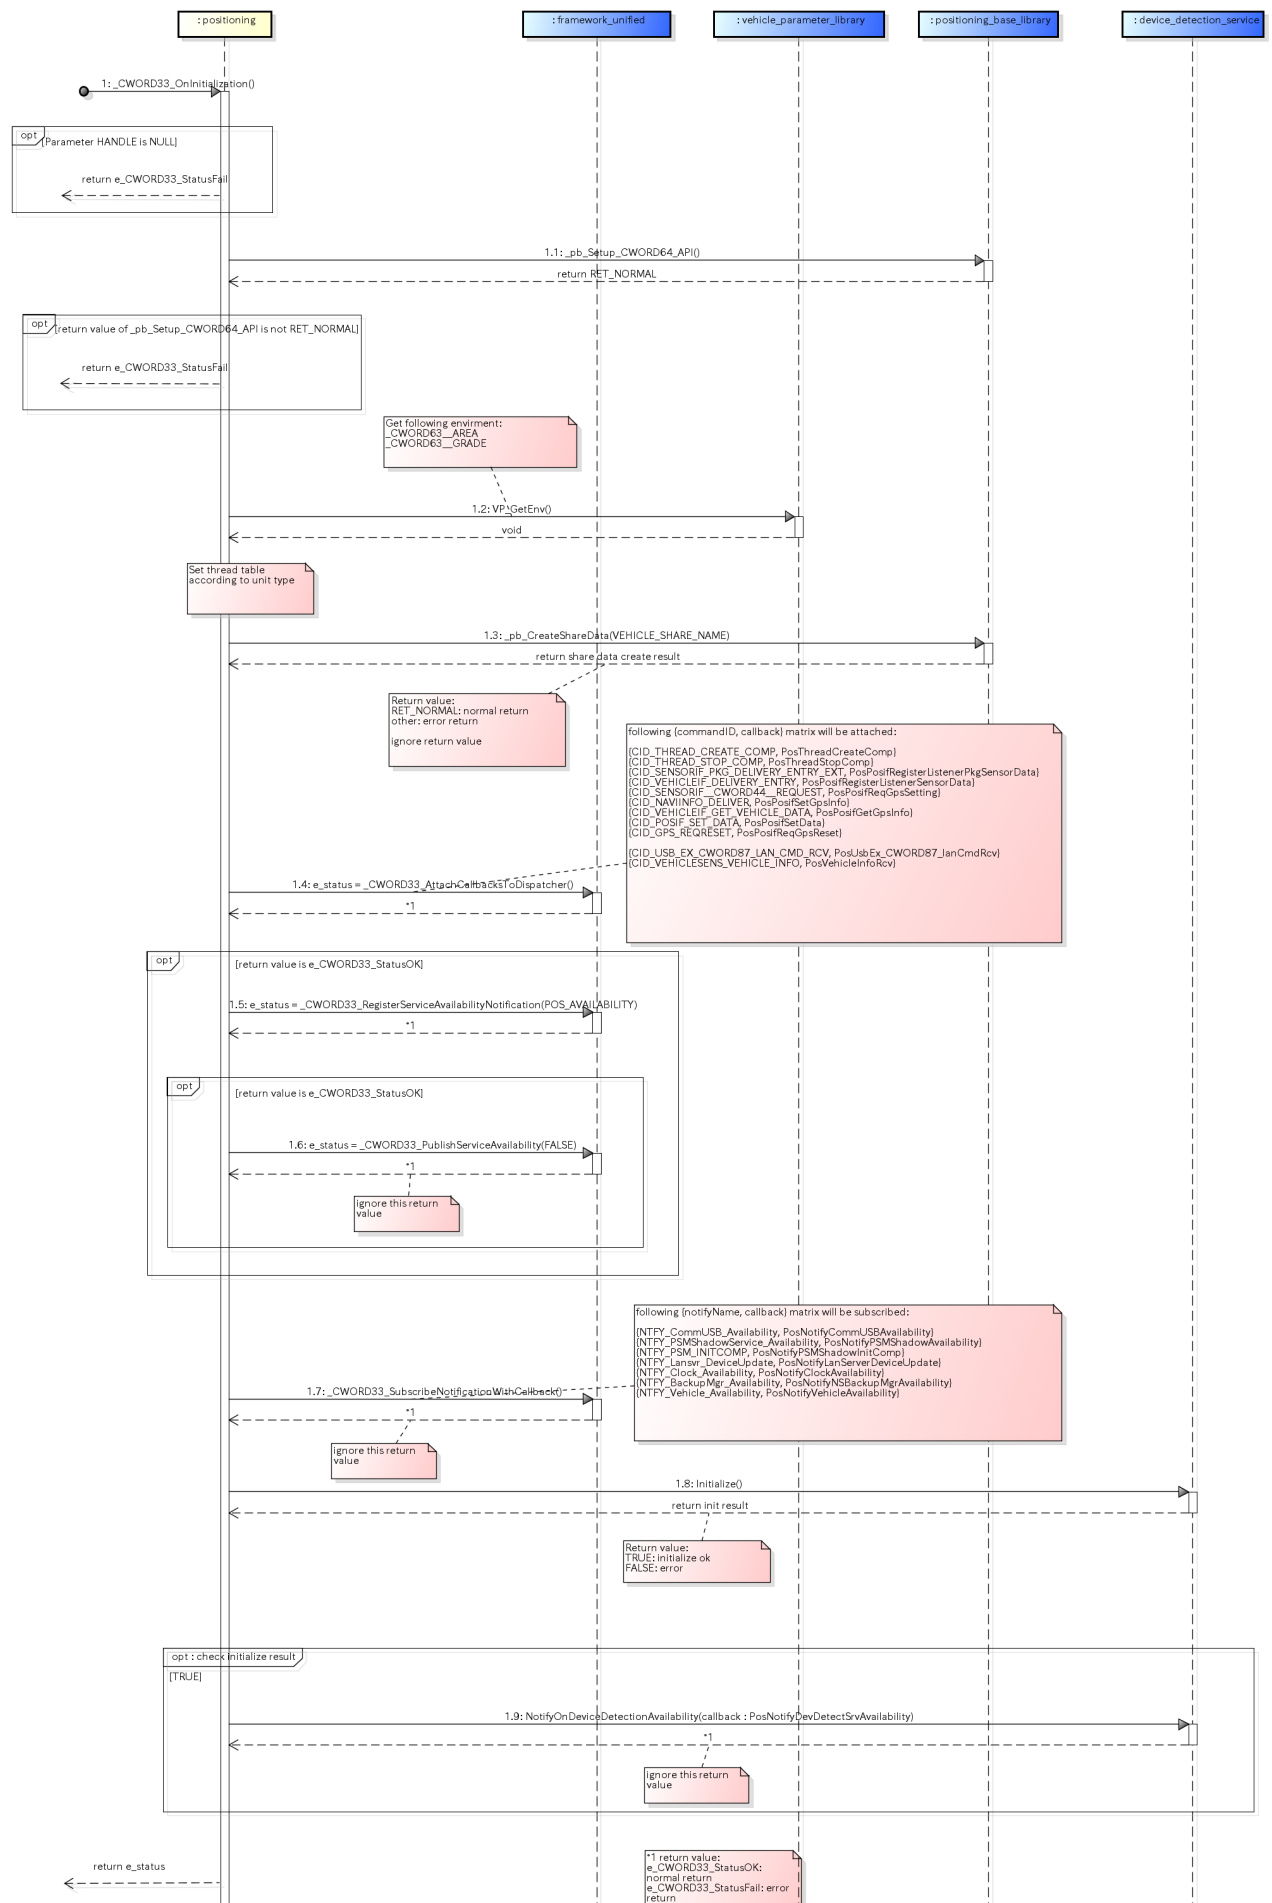 : positioning
: framework_unified
: vehicle_parameter_library
: positioning_base_library
: device_detection_service
1: _CWORD33_OnInitialization()
opt
[Parameter HANDLE is NULL]
return e_CWORD33_StatusFail
1.1: _pb_Setup_CWORD64_API()
return RET_NORMAL
opt
[return value of _pb_Setup_CWORD64_API is not RET_NORMAL]
return e_CWORD33_StatusFail
Get following envirment:
_CWORD63__AREA
_CWORD63__GRADE
1.2: VP_GetEnv()
void
Set thread table
according to unit type
1.3: _pb_CreateShareData(VEHICLE_SHARE_NAME)
return share data create result
Return value:
RET_NORMAL: normal return
other: error return
ignore return value
following {commandID, callback} matrix will be attached:
{CID_THREAD_CREATE_COMP, PosThreadCreateComp}
{CID_THREAD_STOP_COMP, PosThreadStopComp}
{CID_SENSORIF_PKG_DELIVERY_ENTRY_EXT, PosPosifRegisterListenerPkgSensorData}
{CID_VEHICLEIF_DELIVERY_ENTRY, PosPosifRegisterListenerSensorData}
{CID_SENSORIF__CWORD44__REQUEST, PosPosifReqGpsSetting}
{CID_NAVIINFO_DELIVER, PosPosifSetGpsInfo}
{CID_VEHICLEIF_GET_VEHICLE_DATA, PosPosifGetGpsInfo}
{CID_POSIF_SET_DATA, PosPosifSetData}
{CID_GPS_REQRESET, PosPosifReqGpsReset}
{CID_USB_EX_CWORD87_LAN_CMD_RCV, PosUsbEx_CWORD87_lanCmdRcv}
{CID_VEHICLESENS_VEHICLE_INFO, PosVehicleInfoRcv}
1.4: e_status = _CWORD33_AttachCallbacksToDispatcher()
*1
opt
[return value is e_CWORD33_StatusOK]
1.5: e_status = _CWORD33_RegisterServiceAvailabilityNotification(POS_AVAILABILITY)
*1
opt
[return value is e_CWORD33_StatusOK]
1.6: e_status = _CWORD33_PublishServiceAvailability(FALSE)
*1
ignore this return
value
following {notifyName, callback} matrix will be subscribed:
{NTFY_CommUSB_Availability, PosNotifyCommUSBAvailability}
{NTFY_PSMShadowService_Availability, PosNotifyPSMShadowAvailability}
{NTFY_PSM_INITCOMP, PosNotifyPSMShadowInitComp}
{NTFY_Lansvr_DeviceUpdate, PosNotifyLanServerDeviceUpdate}
{NTFY_Clock_Availability, PosNotifyClockAvailability}
{NTFY_BackupMgr_Availability, PosNotifyNSBackupMgrAvailability}
{NTFY_Vehicle_Availability, PosNotifyVehicleAvailability}
1.7: _CWORD33_SubscribeNotificationWithCallback()
*1
ignore this return
value
1.8: Initialize()
return init result
Return value:
TRUE: initialize ok
FALSE: error
opt : check initialize result
[TRUE]
1.9: NotifyOnDeviceDetectionAvailability(callback : PosNotifyDevDetectSrvAvailability)
*1
ignore this return
value
return e_status
*1 return value:
e_CWORD33_StatusOK:
normal return
e_CWORD33_StatusFail: error
return